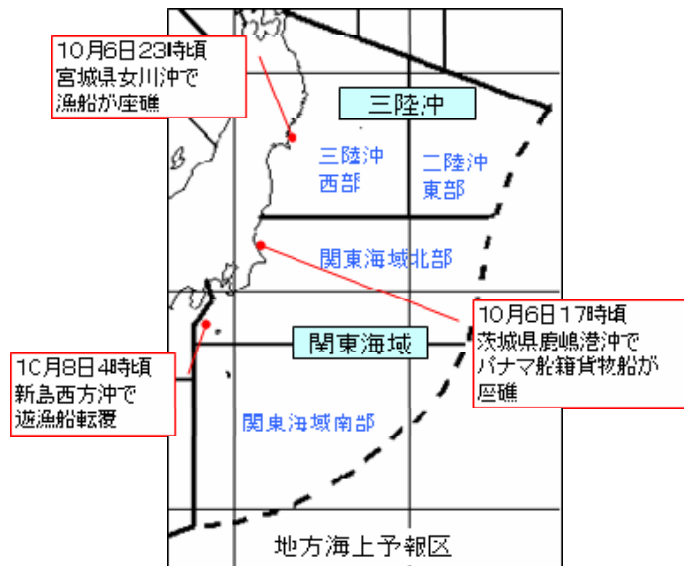 10月6日23時頃
宮城県女川沖で
漁船が座礁
三陸沖
三陸沖
西部
二陸沖
東部
関東海域北部
10月6日17時頃
茨城県鹿嶋港沖で
パナマ船籍貨物船が
座礁
関東海域
10月8日4時頃
新島西方沖で
遊漁船転覆
関東海域南部
地方海上予報区